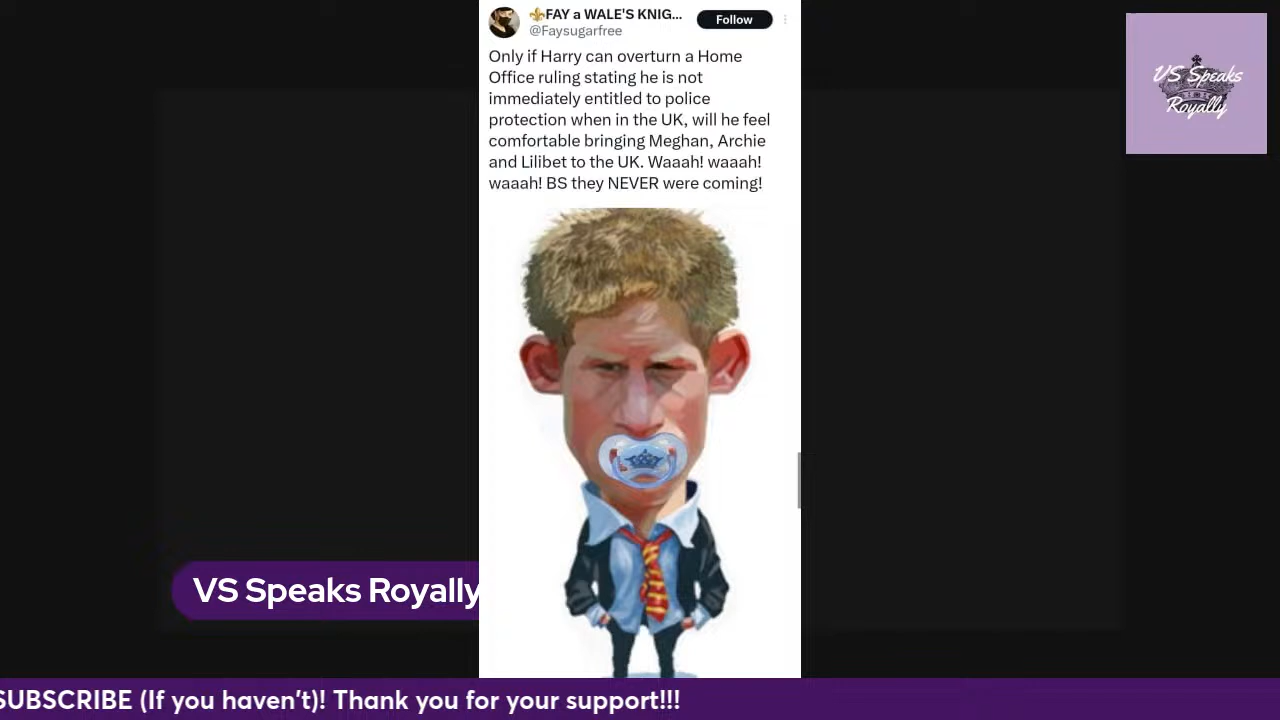 ⚜️FAY a WALE'S KNIG...
@Faysugarfree
Follow
Only if Harry can overturn a Home
Office ruling stating he is not
immediately entitled to police
protection when in the UK, will he feel
comfortable bringing Meghan, Archie
and Lilibet to the UK. Waaah! waaah!
waaah! BS they NEVER were coming!
VS Speaks
Royally
VS Speaks Royally
SUBSCRIBE (If you haven't)! Thank you for your support!!!